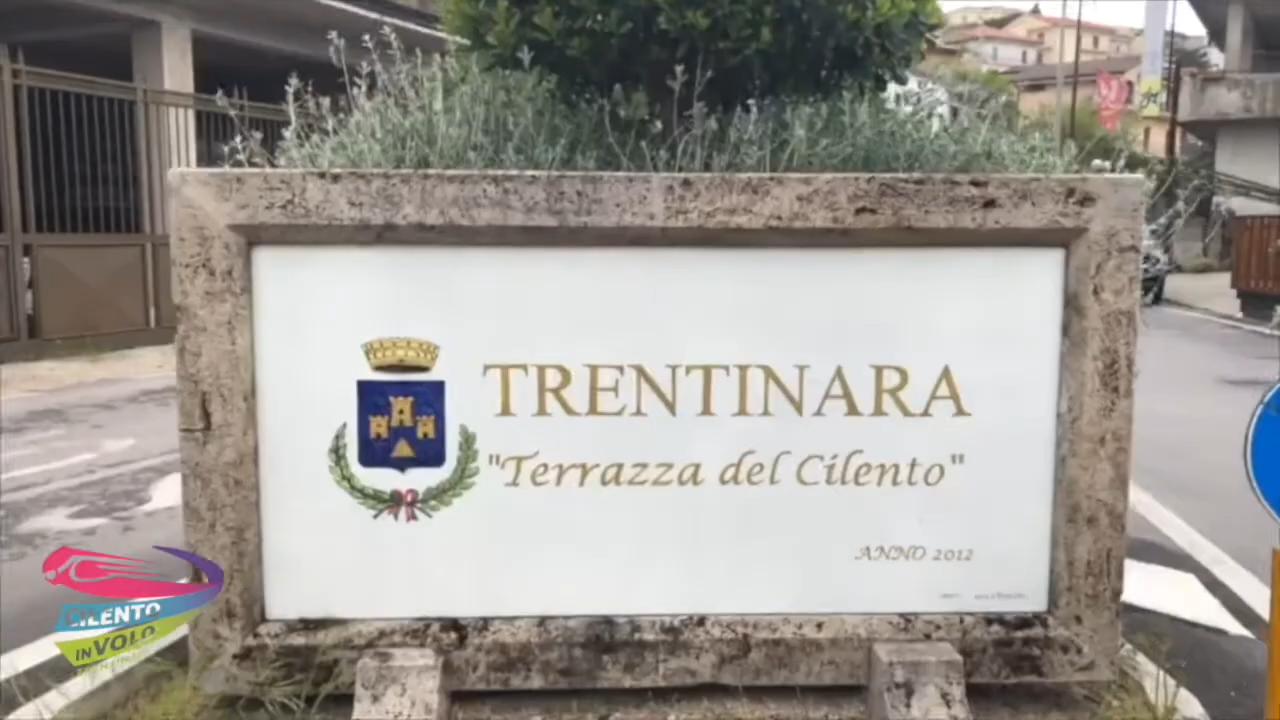 TRENTINARA
"Terrazza del Cilento"
ANNO 2012
CILENTO
IN VOLO